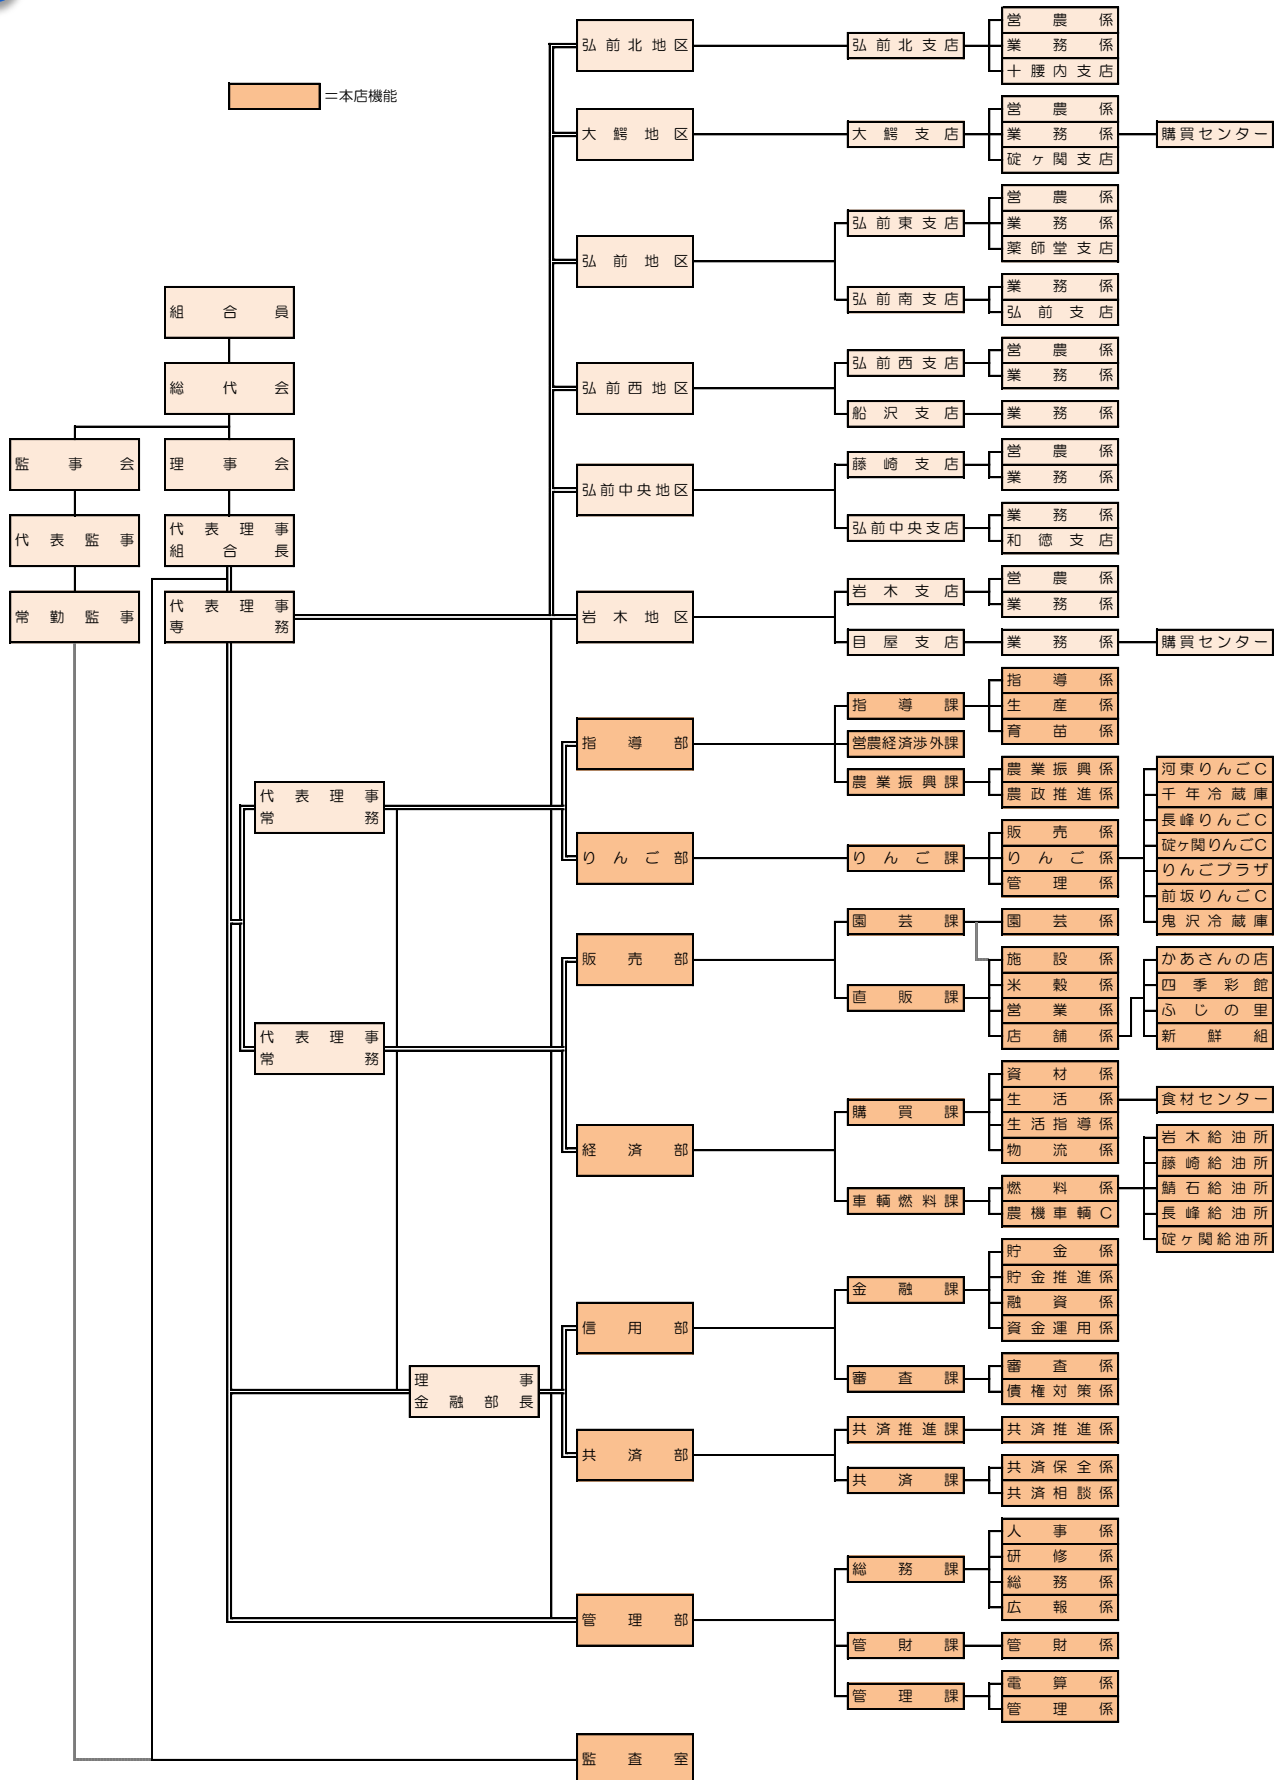 ＝本店機能
組合員
総代会
監事会
理事会
代表監事
代表理事
組合長
常勤監事
代表理事
専務
代表理事
常務
代表理事
常務
理事
金融部長
弘前北地区
弘前北支店
営農係
業務係
十腰内支店
大鰐地区
大鰐支店
営農係
業務係
購買センター
碇ヶ関支店
弘前地区
弘前東支店
営農係
業務係
薬師堂支店
弘前南支店
業務係
弘前支店
弘前西地区
弘前西支店
営農係
業務係
船沢支店
業務係
弘前中央地区
藤崎支店
営農係
業務係
弘前中央支店
業務係
和徳支店
岩木地区
岩木支店
営農係
業務係
目屋支店
業務係
購買センター
指導部
指導課
指導係
生産係
育苗係
営農経済渉外課
農業振興課
農業振興係
農政推進係
りんご部
りんご課
販売係
りんご係
管理係
河東りんごC
千年冷蔵庫
長峰りんごC
碇ヶ関りんごC
りんごプラザ
前坂りんごC
鬼沢冷蔵庫
販売部
園芸課
園芸係
直販課
施設係
米穀係
営業係
店舗係
かあさんの店
四季彩館
ふじの里
新鮮組
経済部
購買課
資材係
生活係
食材センター
生活指導係
物流係
車輌燃料課
燃料係
農機車輌C
岩木給油所
藤崎給油所
鯖石給油所
長峰給油所
碇ヶ関給油所
信用部
金融課
貯金係
貯金推進係
融資係
資金運用係
審査課
審査係
債権対策係
共済部
共済推進課
共済推進係
共済課
共済保全係
共済相談係
管理部
総務課
人事係
研修係
総務係
広報係
管財課
管財係
管理課
電算係
管理係
監査室